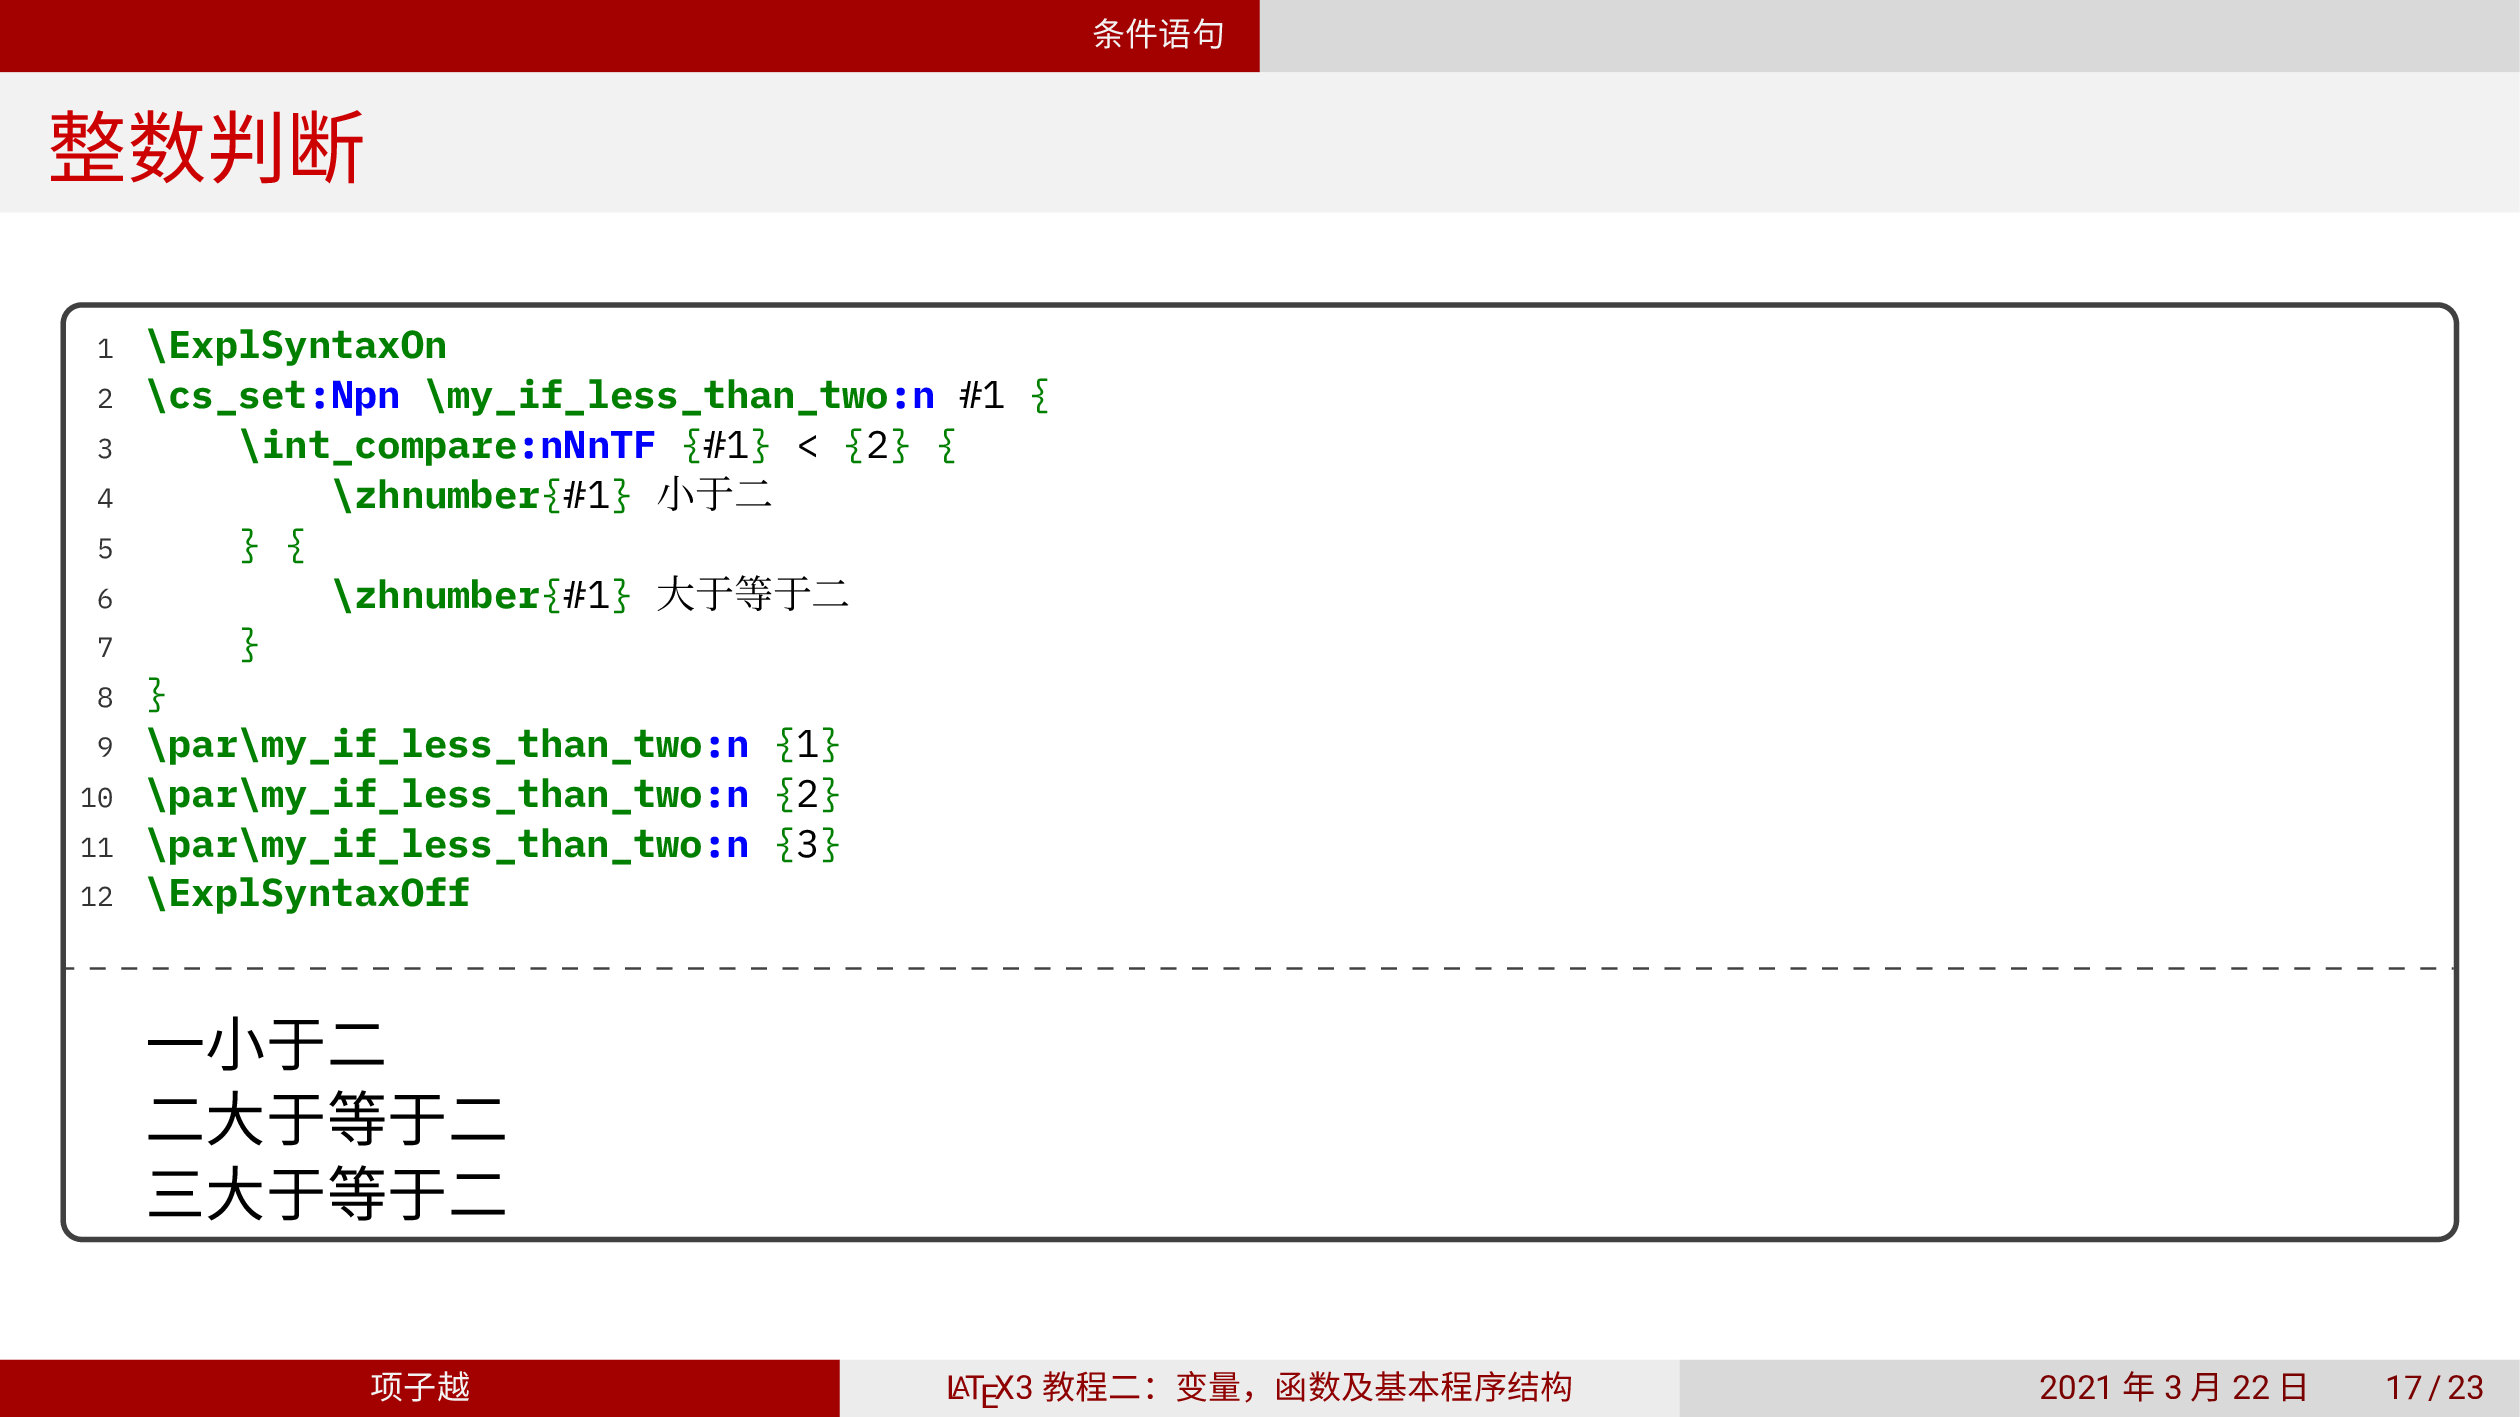 条件语句
整数判断
1 \ExplSyntaxOn
2 \cs_set:Npn \my_if_less_than_two:n #1 {
3     \int_compare:nNnTF {#1} < {2} {
4         \zhnumber{#1} 小于二
5     } {
6         \zhnumber{#1} 大于等于二
7     }
8 }
9 \par\my_if_less_than_two:n {1}
10 \par\my_if_less_than_two:n {2}
11 \par\my_if_less_than_two:n {3}
12 \ExplSyntaxOff
一小于二
二大于等于二
三大于等于二
项子越 LATEX3 教程二：变量，函数及基本程序结构 2021 年 3 月 22 日 17 / 23